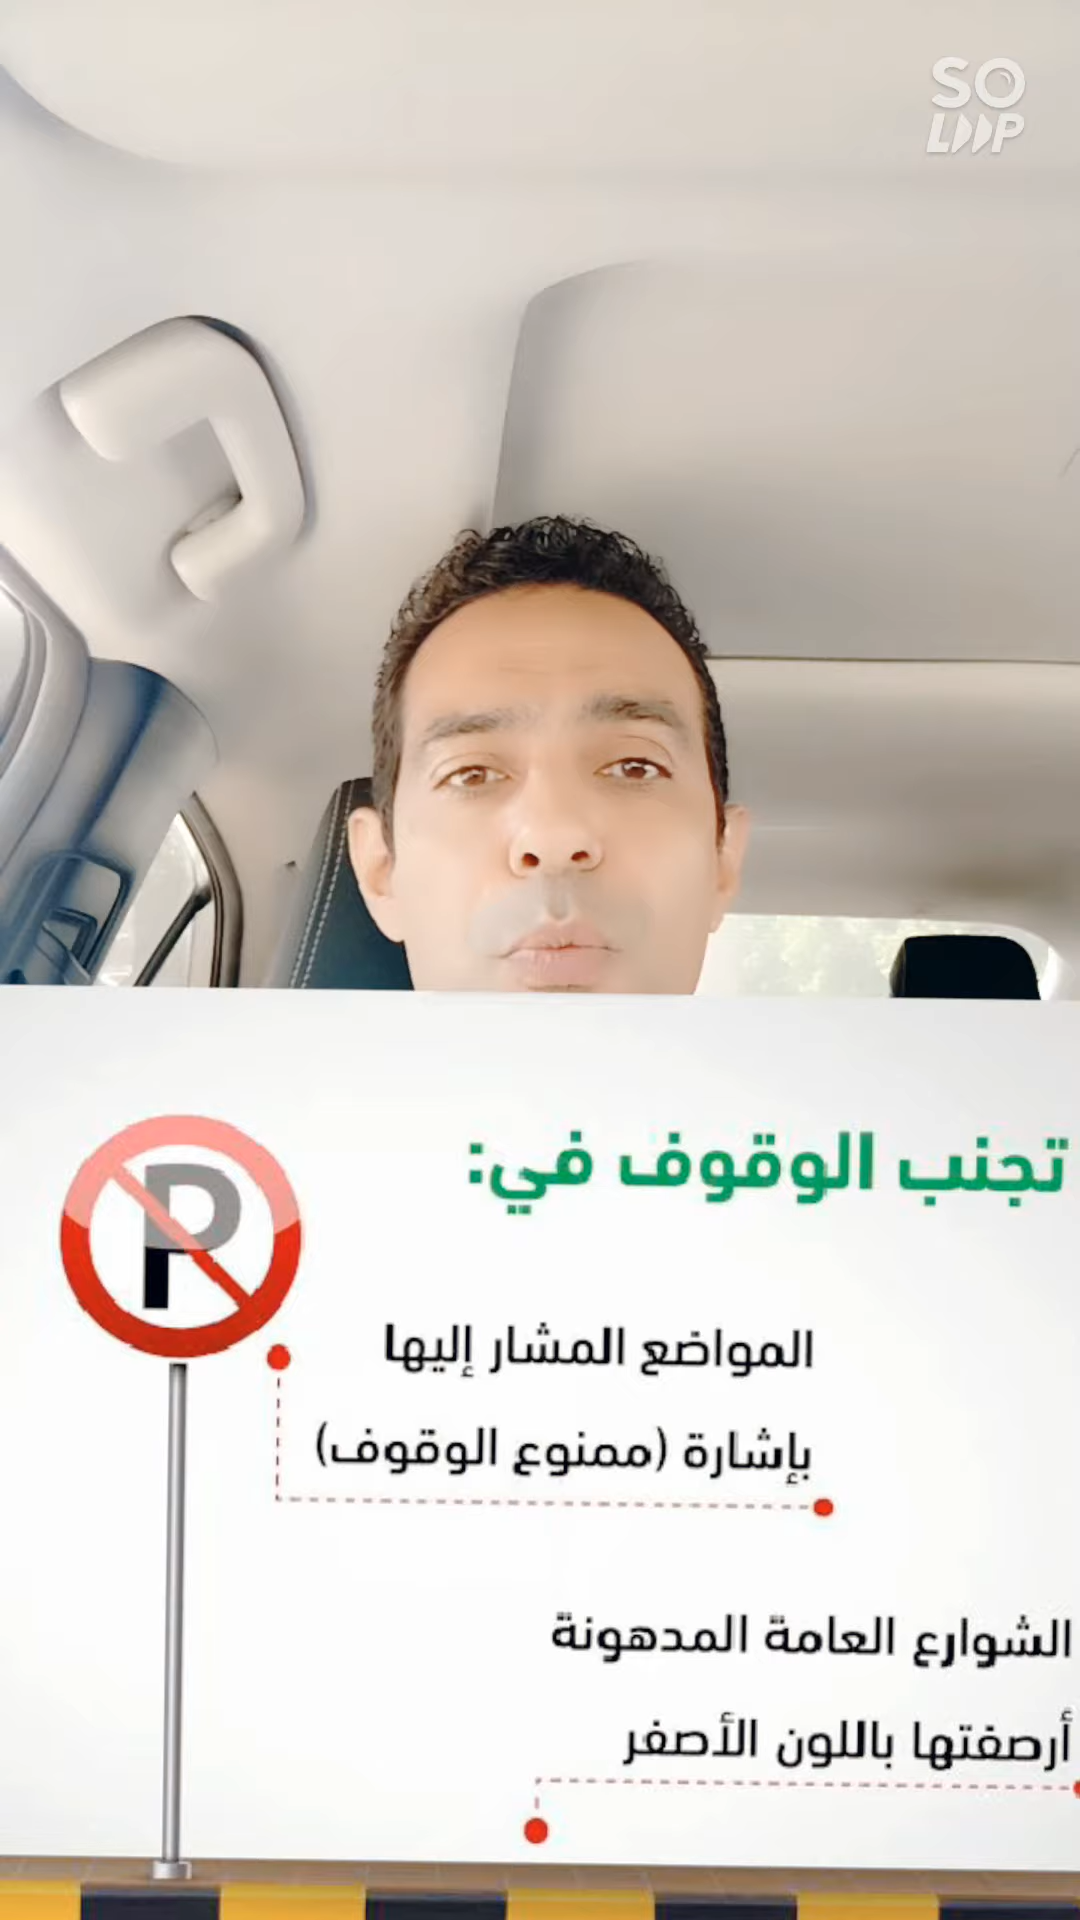 SO
LOOP
تجنب الوقوف في:
P
المواضع المشار إليها
بإشارة (ممنوع الوقوف)
الشوارع العامة المدهونة
أرصفتها باللون الأصفر